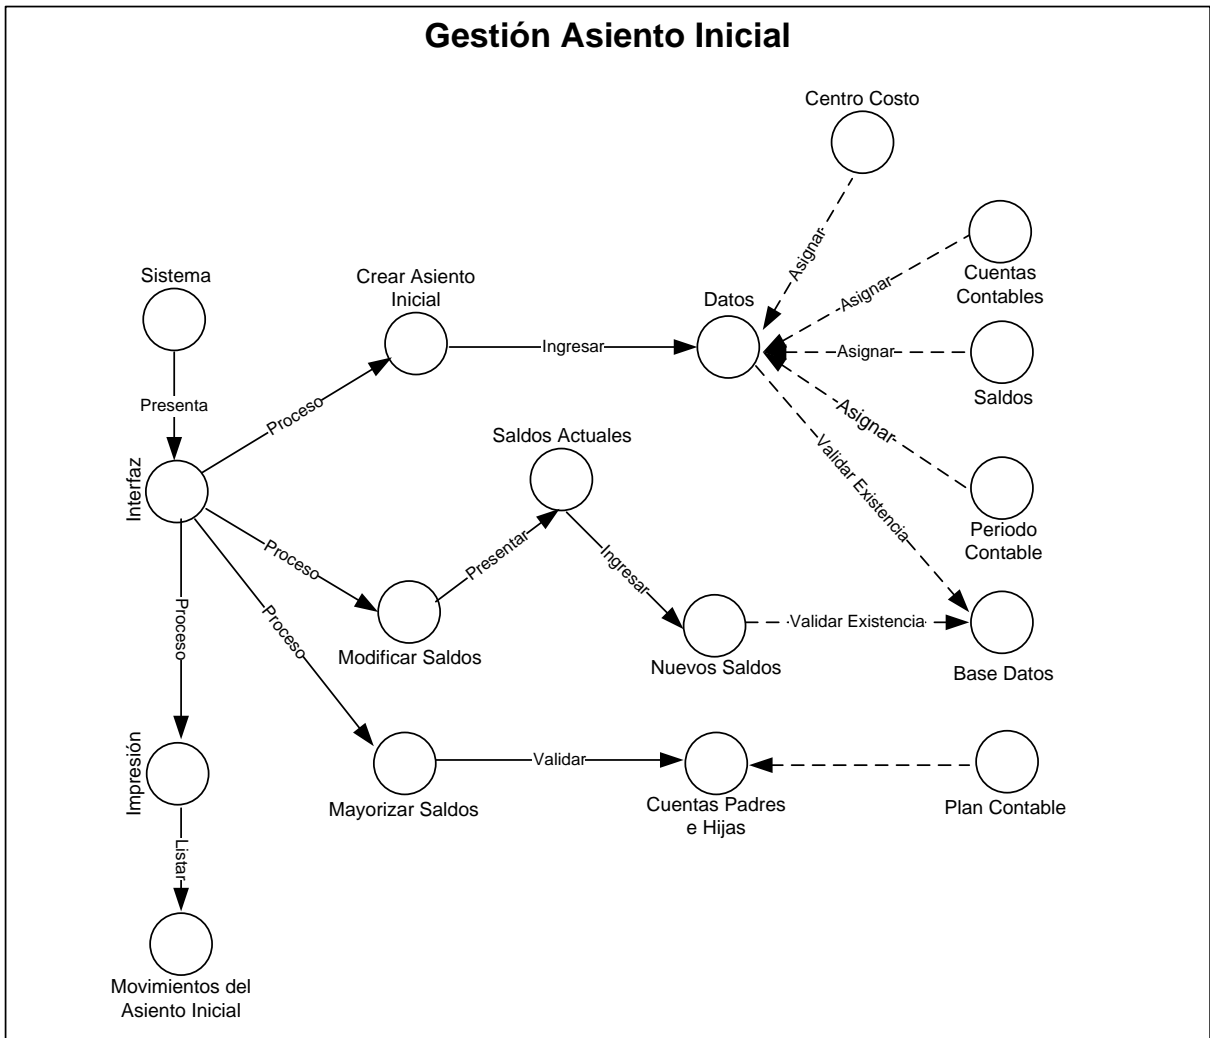 Gestión Asiento Inicial
Centro Costo
Asignar
Cuentas
Contables
Asignar
Sistema
Crear Asiento
Inicial
Datos
Ingresar
Asignar
Saldos
Presenta
Proceso
Asignar
Saldos Actuales
Validar Existencia
Interfaz
Periodo
Contable
Proceso
Presentar
Ingresar
Proceso
Proceso
Modificar Saldos
Nuevos Saldos
Validar Existencia
Base Datos
Impresión
Mayorizar Saldos
Validar
Cuentas Padres
e Hijas
Plan Contable
Listar
Movimientos del
Asiento Inicial